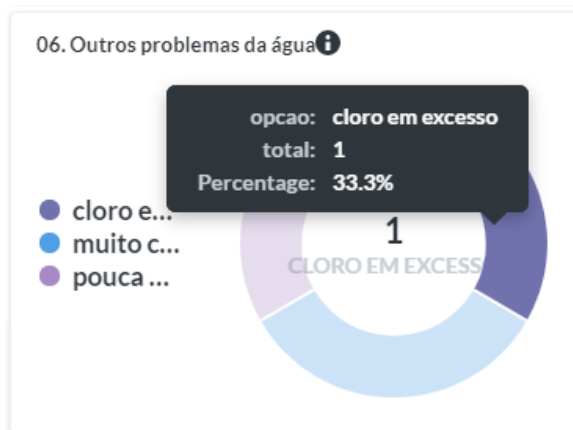 06. Outros problemas da água
opcao: cloro em excesso
total: 1
Percentage: 33.3%
cloro e...
muito c...
pouca ...
1
CLORO EM EXCESS